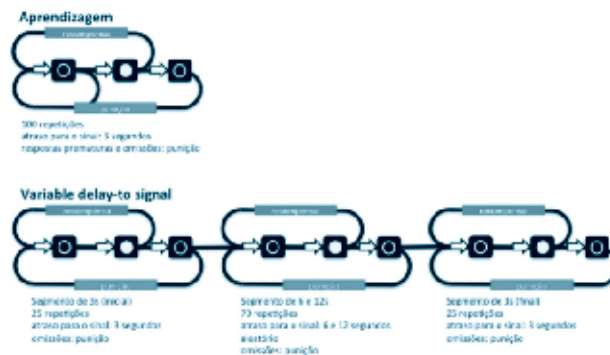 Aprendizagem
recompensa
punição
100 repetições
atraso para o sinal: 3 segundos
respostas prematuras e omissões: punição
Variable delay-to signal
recompensa
recompensa
recompensa
punição
punição
punição
Segmento de 3s (inicial)
25 repetições
atraso para o sinal: 3 segundos
omissões: punição
Segmento de 6 e 12s
70 repetições
atraso para o sinal: 6 e 12 segundos
aleatório
omissões: punição
Segmento de 3s (final)
25 repetições
atraso para o sinal: 3 segundos
omissões: punição